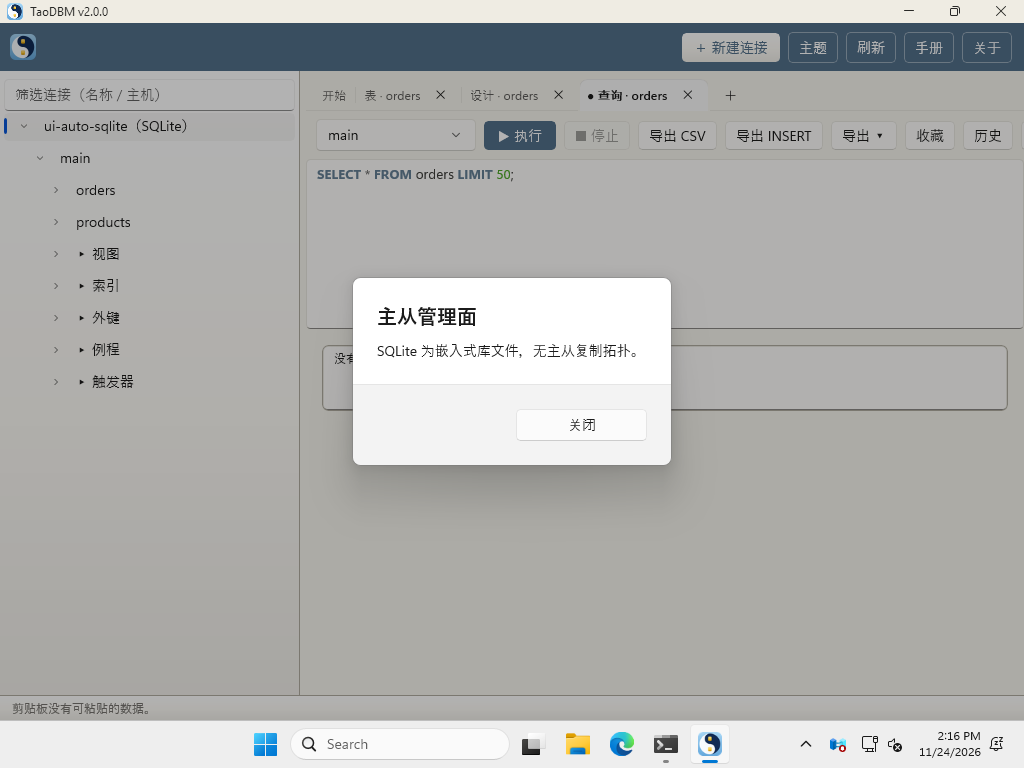 TaoDBM v2.0.0
+ 新建连接
主题
刷新
手册
关于
筛选连接（名称 / 主机）
开始
表 · orders
设计 · orders
• 查询 · orders
ui-auto-sqlite（SQLite）
main
orders
products
视图
索引
外键
例程
触发器
main
执行
停止
导出 CSV
导出 INSERT
导出
收藏
历史
SELECT * FROM orders LIMIT 50;
没有
主从管理面
SQLite 为嵌入式库文件，无主从复制拓扑。
关闭
剪贴板没有可粘贴的数据。
Search
2:16 PM
11/24/2026